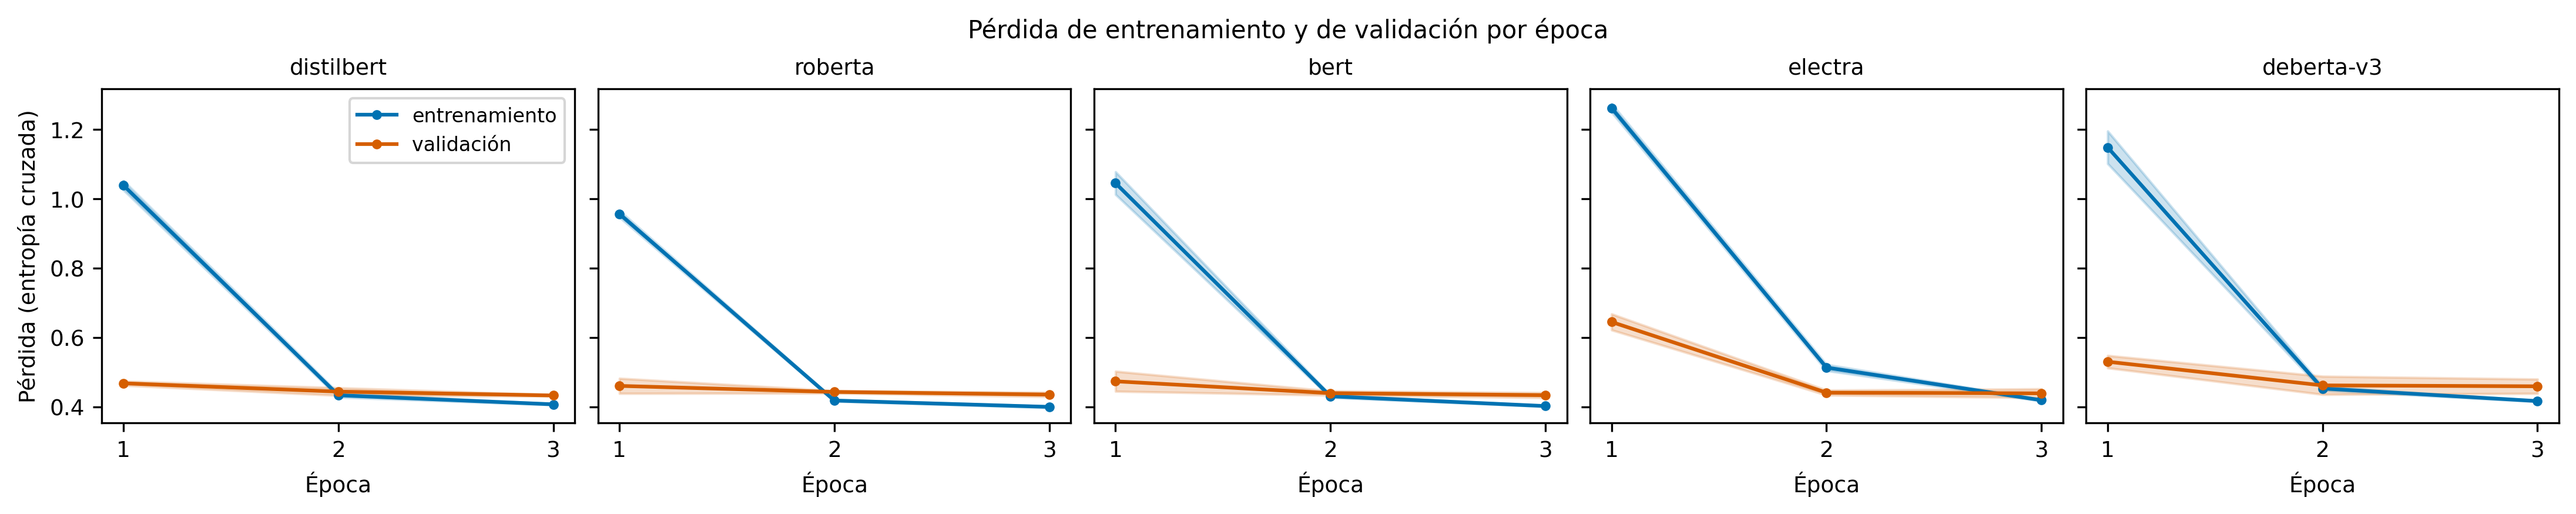 Pérdida de entrenamiento y de validación por época
distilbert
roberta
bert
electra
deberta-v3
Pérdida (entropía cruzada)
1.2
1.0
0.8
0.6
0.4
entrenamiento
validación
1 2 3
1 2 3
1 2 3
1 2 3
1 2 3
Época
Época
Época
Época
Época